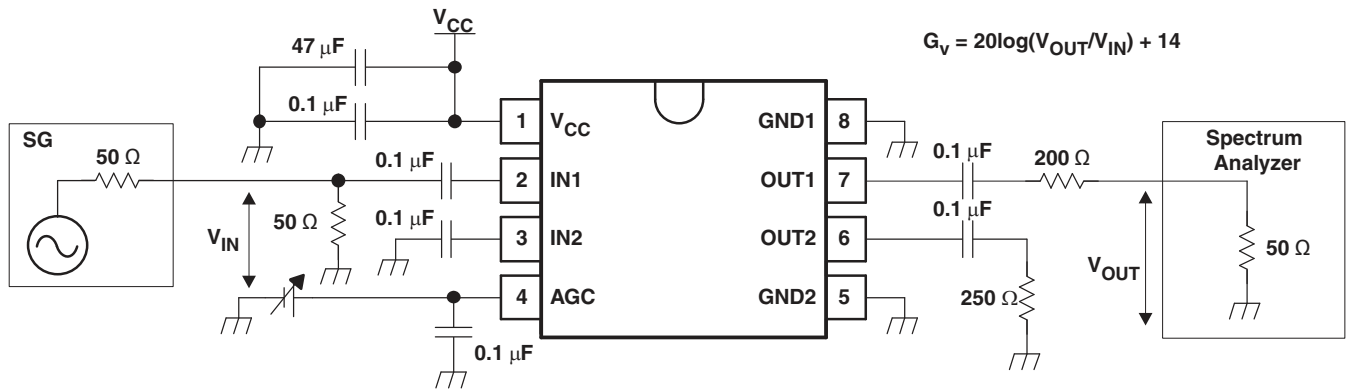 V_CC
47 μF
G_v = 20log(V_OUT/V_IN) + 14
0.1 μF
SG
50 Ω
1 V_CC
GND1 8
Spectrum
Analyzer
0.1 μF
2 IN1
0.1 μF
200 Ω
OUT1 7
50 Ω
V_IN
0.1 μF
3 IN2
0.1 μF
OUT2 6
50 Ω
V_OUT
4 AGC
GND2 5
250 Ω
0.1 μF